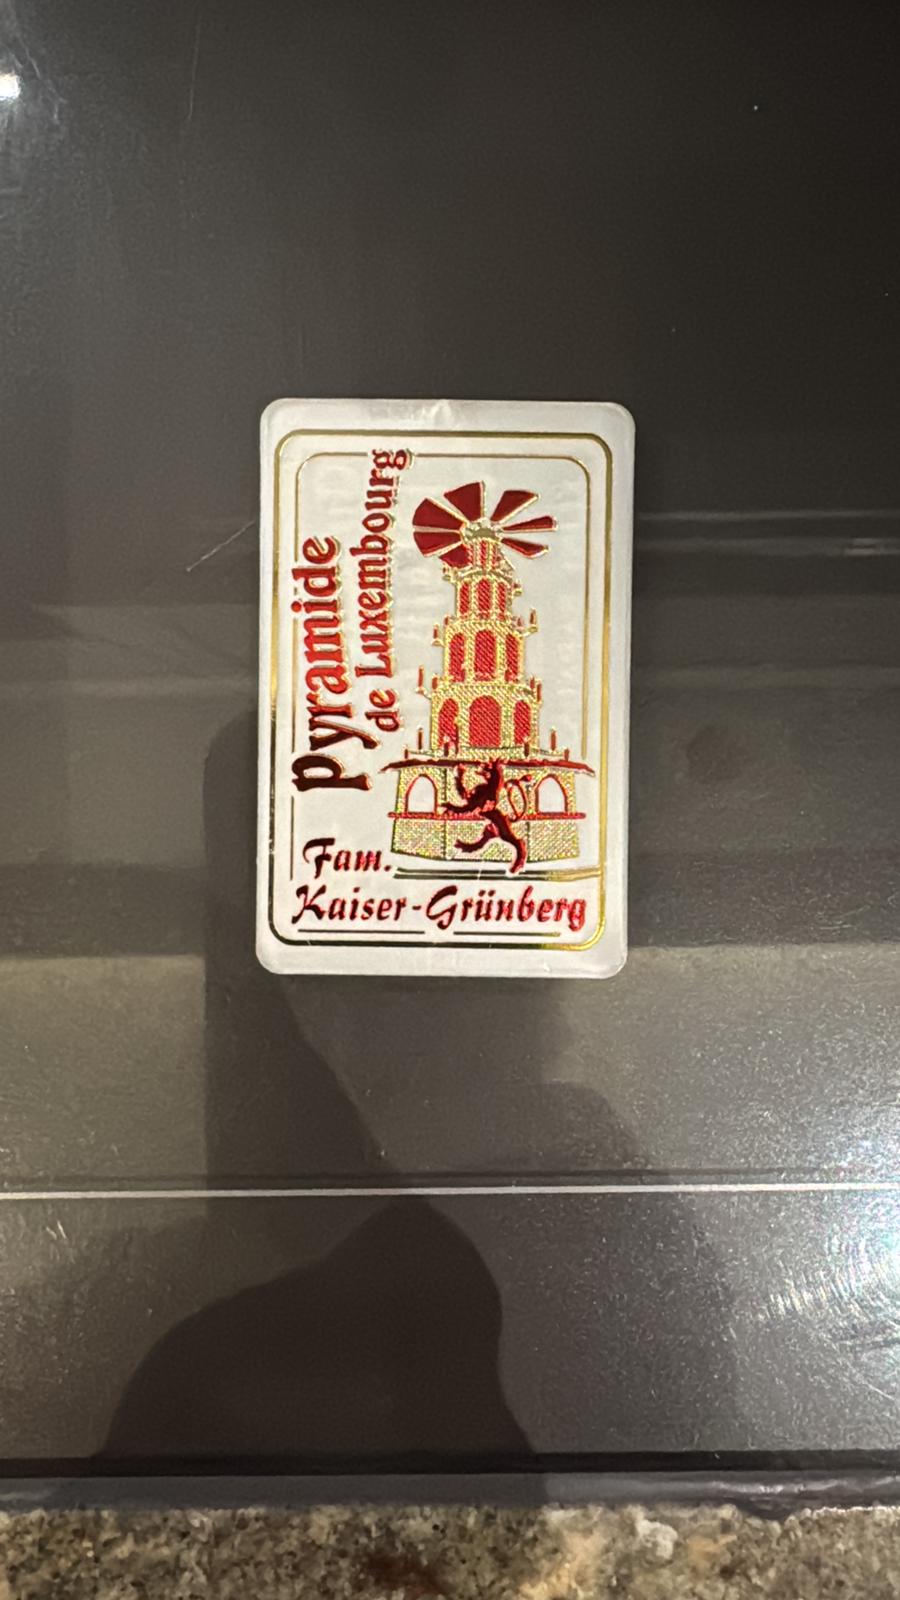 Pyramide
de Luxembourg
Fam.
Kaiser-Grünberg